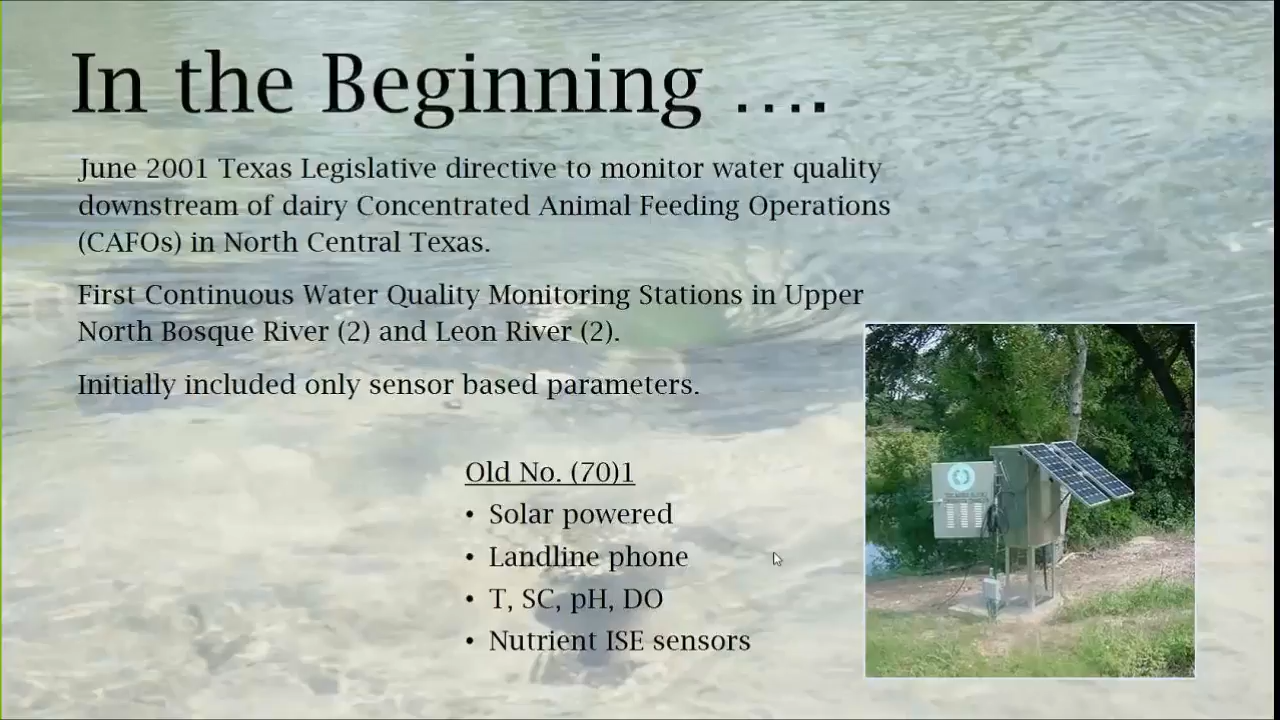 In the Beginning ....
June 2001 Texas Legislative directive to monitor water quality
downstream of dairy Concentrated Animal Feeding Operations
(CAFOs) in North Central Texas.
First Continuous Water Quality Monitoring Stations in Upper
North Bosque River (2) and Leon River (2).
Initially included only sensor based parameters.
Old No. (70)1
• Solar powered
• Landline phone
• T, SC, pH, DO
• Nutrient ISE sensors